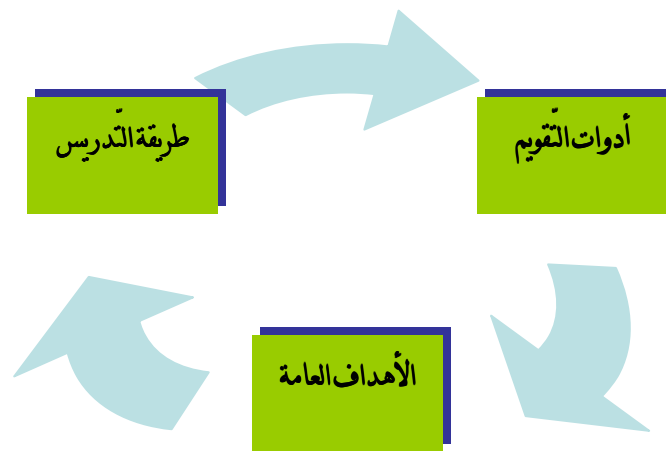 أدوات التّقويم
طريقة التّدريس
الأهداف العامة